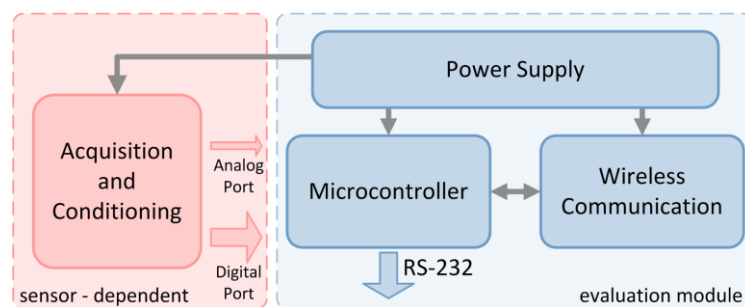 Power Supply
Acquisition
and
Conditioning
Analog
Port
Digital
Port
Microcontroller
Wireless
Communication
RS-232
sensor - dependent
evaluation module